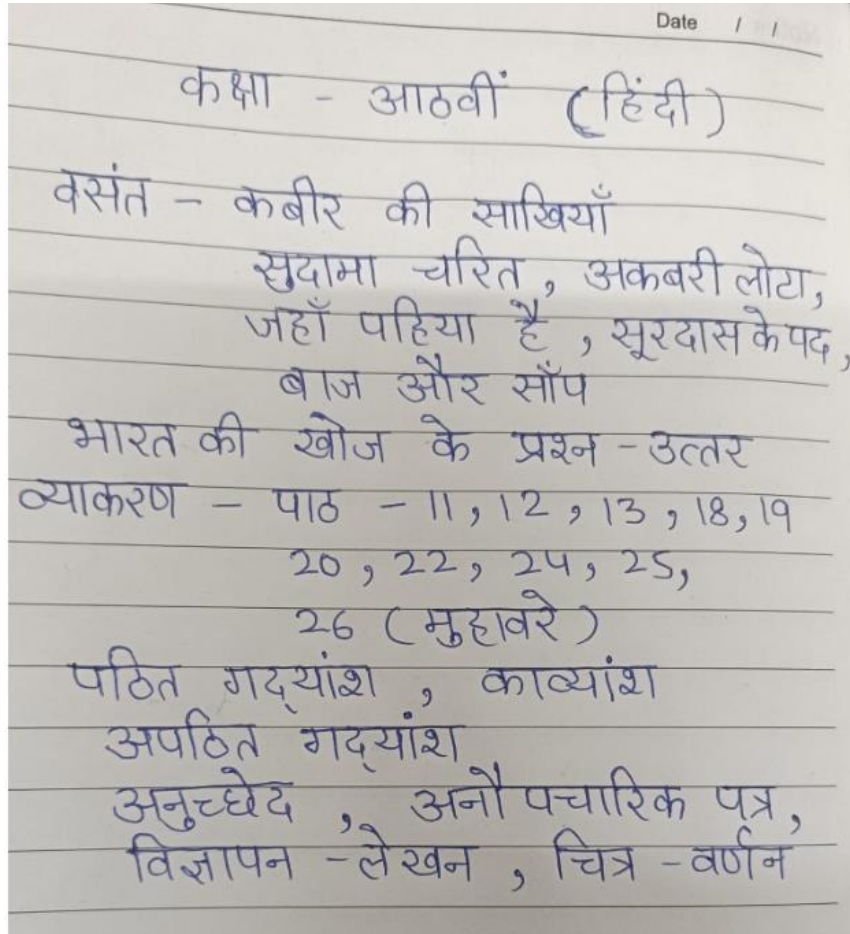 Date / /
कक्षा - आठवीं (हिंदी)
वसंत - कबीर की साखियाँ
सुदामा चरित, अकबरी लोटा,
जहाँ पहिया है, सूरदास के पद,
बाज और साँप
भारत की खोज के प्रश्न - उत्तर
व्याकरण - पाठ - 11, 12, 13, 18, 19
20, 22, 24, 25,
26 (मुहावरे)
पठित गद्यांश, काव्यांश
अपठित गद्यांश
अनुच्छेद, अनौपचारिक पत्र,
विज्ञापन - लेखन, चित्र - वर्णन